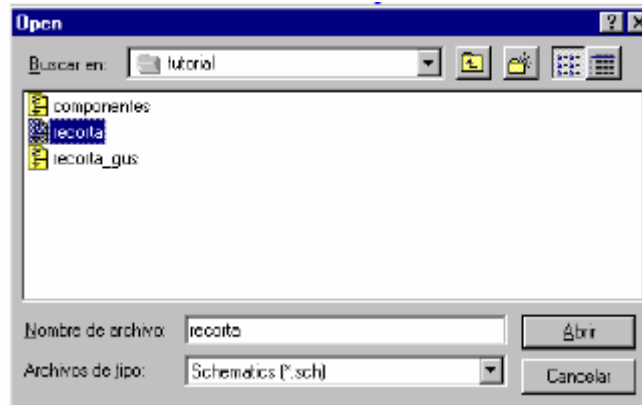 Open
Buscar en: tutorial
componentes
recorta
recorta_gus
Nombre de archivo: recorta
Abrir
Archivos de tipo: Schematics (*.sch)
Cancelar